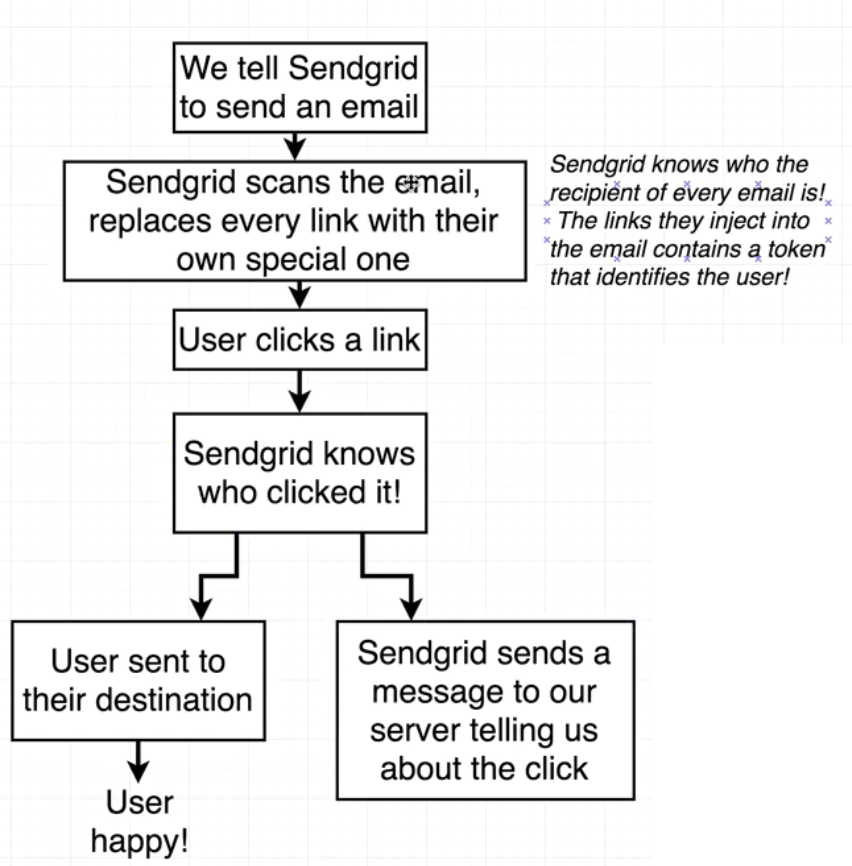 We tell Sendgrid
to send an email
Sendgrid scans the email,
replaces every link with their
own special one
Sendgrid knows who the
recipient of every email is!
The links they inject into
the email contains a token
that identifies the user!
User clicks a link
Sendgrid knows
who clicked it!
User sent to
their destination
Sendgrid sends a
message to our
server telling us
about the click
User
happy!